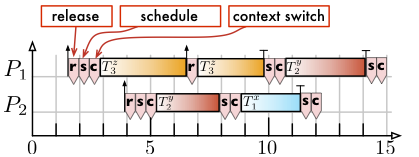 release schedule context switch
P₁ r s c T₃ᶻ r T₃ᶻ s c T₂ʸ s c
P₂ r s c T₂ʸ s c T₁ˣ s c
0 5 10 15